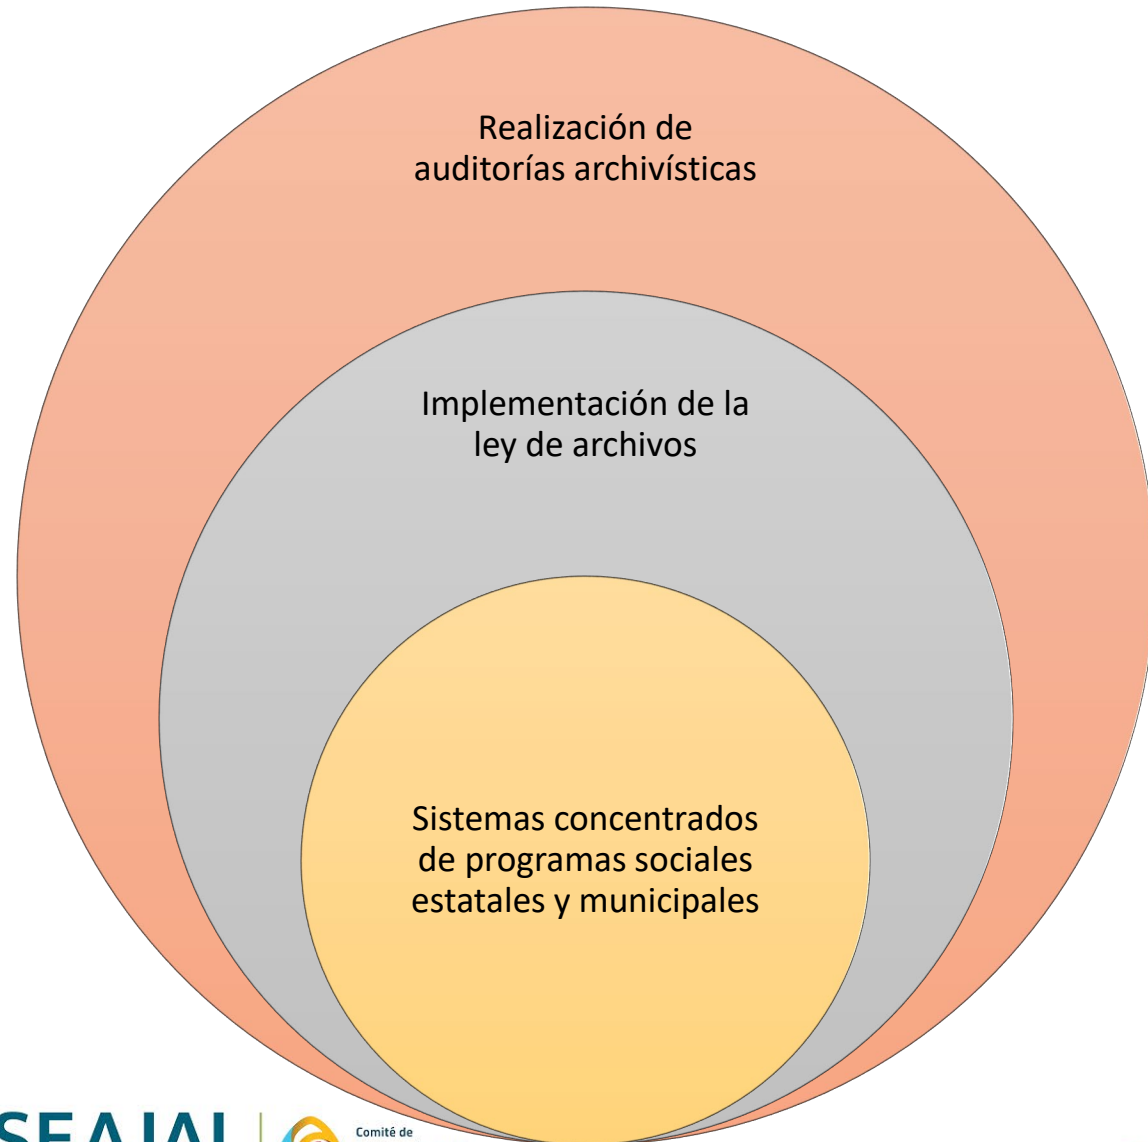 Realización de
auditorías archivísticas
Implementación de la
ley de archivos
Sistemas concentrados
de programas sociales
estatales y municipales
SEAJAL
Comité de